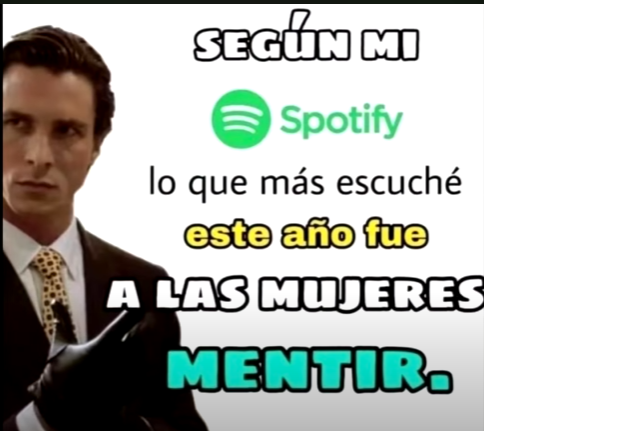 SEGÚN MI
Spotify
lo que más escuché
este año fue
A LAS MUJERES
MENTIR.